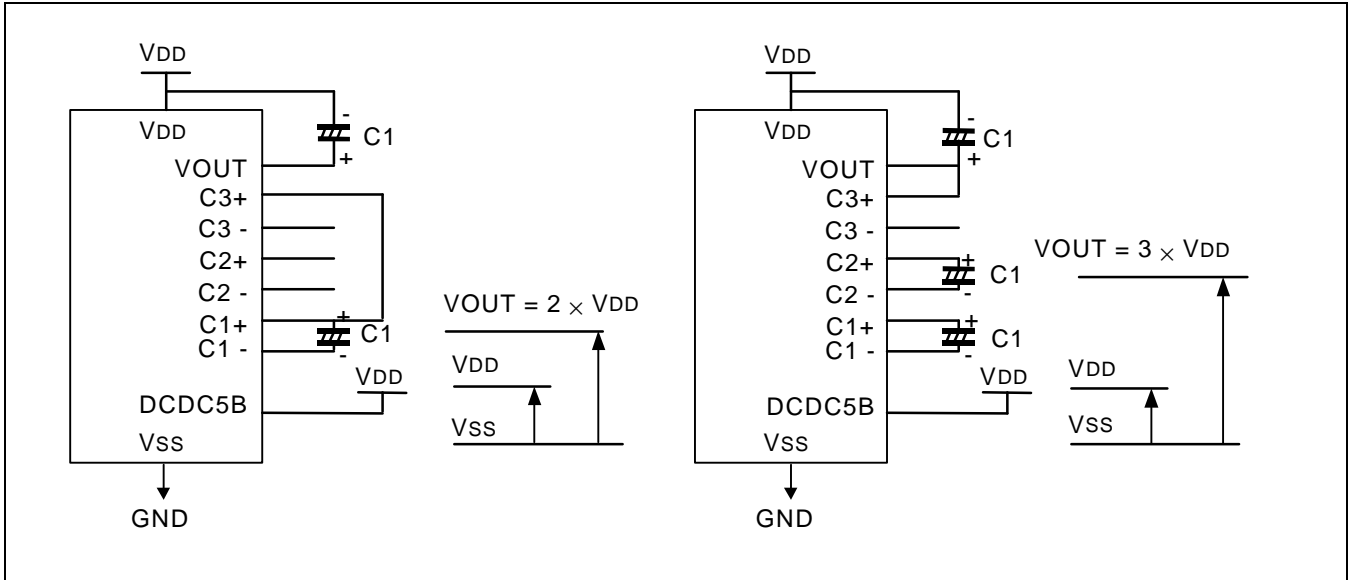 VDD
VDD
-
C1
+
VOUT
C3+
C3 -
C2+
C2 -
C1+
+
C1
C1 -
-
VDD
DCDC5B
VSS
GND
VOUT = 2 × VDD
VDD
VSS
VDD
VDD
-
C1
+
VOUT
C3+
C3 -
C2+
+
C1
C2 -
-
C1+
+
C1
C1 -
-
VDD
DCDC5B
VSS
GND
VOUT = 3 × VDD
VDD
VSS